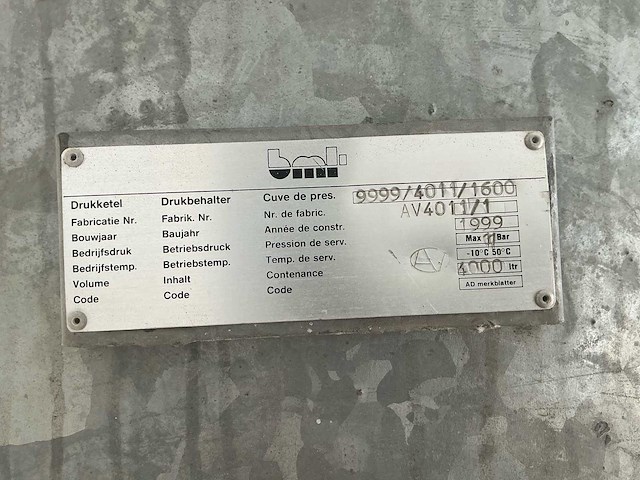 Drukketel Drukbehalter Cuve de pres. 9999/4011/1600
Fabricatie Nr. Fabrik. Nr. Nr. de fabric. AV4011/1
Bouwjaar Baujahr Année de constr. 1999
Bedrijfsdruk Betriebsdruck Pression de serv. Max 11 Bar
Bedrijfstemp. Betriebstemp. Temp. de serv. -10°C 50°C
Volume Inhalt Contenance 4000 ltr
Code Code Code AD merkblatter